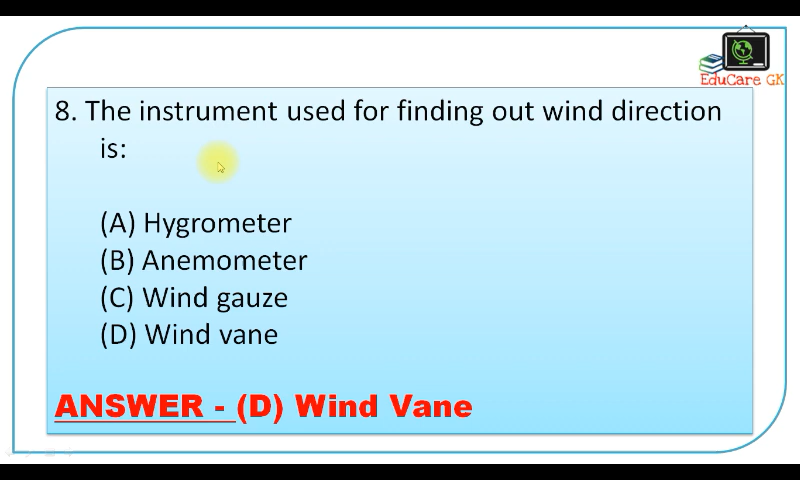 EduCare GK
8. The instrument used for finding out wind direction
is:
(A) Hygrometer
(B) Anemometer
(C) Wind gauze
(D) Wind vane
ANSWER - (D) Wind Vane